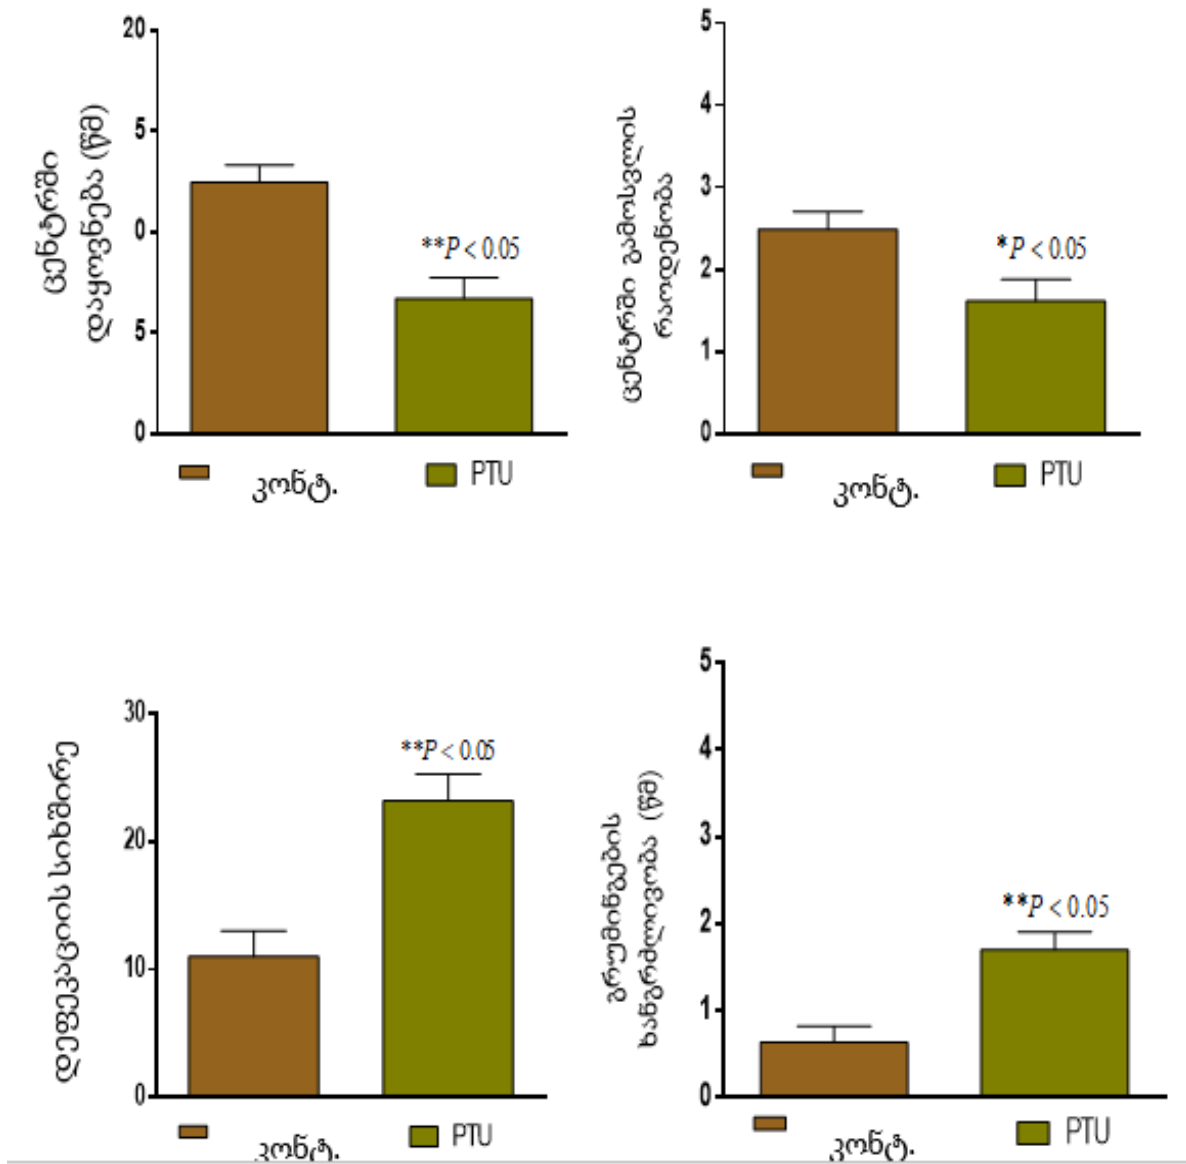 20
5
0
5
0
ცენტრში
დაყოვნება (წმ)
**P < 0.05
კონტ.
PTU
5
4
3
2
1
0
ცენტრში გამოსვლის
რაოდენობა
*P < 0.05
კონტ.
PTU
30
20
10
0
დეფეკაციის სიხშირე
**P < 0.05
კონტ.
PTU
5
4
3
2
1
0
გრუმინგების
ხანგრძლივობა (წმ)
**P < 0.05
კონტ.
PTU